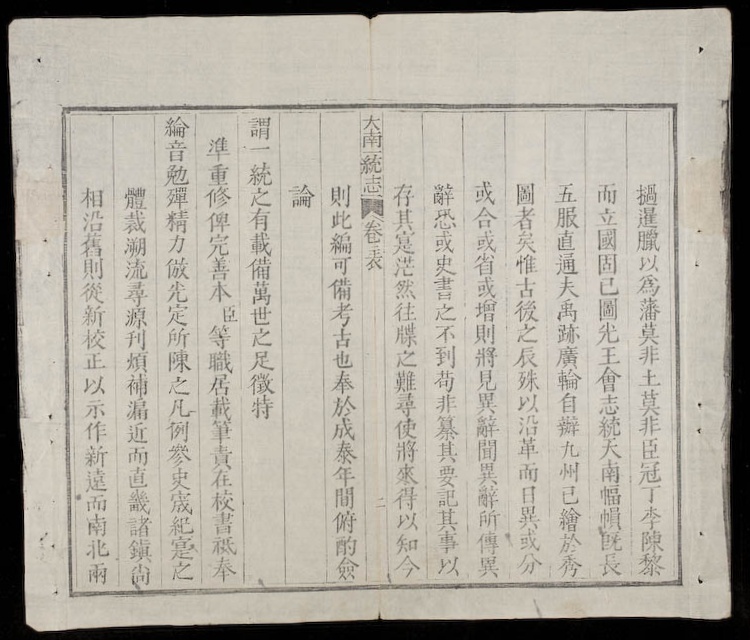 撾暹臘以爲藩莫非土莫非臣冠丁李陳黎
而立國固已圖光王會志統天南幅幀旣長
五服直通夫禹跡廣輪自辦九州已繪於秀
圖者矣惟古後之辰殊以沿革而日異或分
或合或省或增則將見異辭聞異辭所傳異
辭恐或史書之不到苟非纂其要記其事以
存其寔茫然往牒之難尋使將來得以知今
大南一統志 卷 表 二
則此編可備考古也奉於成泰年間俯酌僉
論
謂一統之有載備萬世之足徵特
準重修俾完善本臣等職居載筆責在校書祗奉
綸音勉殫精力倣光定所陳之凡例參史宬紀寔之
體裁溯流尋源刊煩補漏近而直畿諸鎭尙
相沿舊則從新校正以示作新遠而南北兩